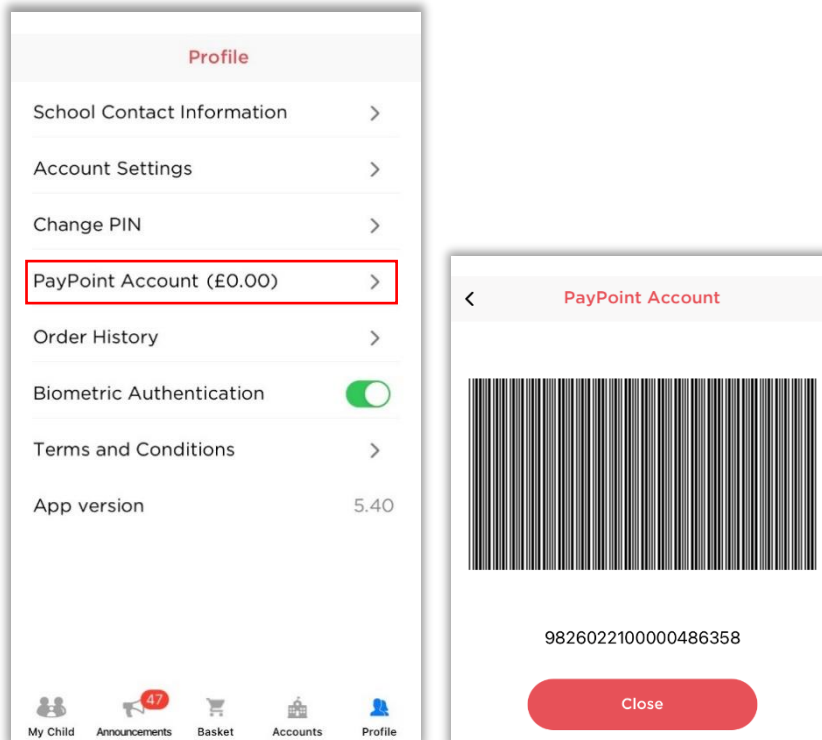 Profile
School Contact Information
Account Settings
Change PIN
PayPoint Account (£0.00)
Order History
Biometric Authentication
Terms and Conditions
App version 5.40
47
My Child Announcements Basket Accounts Profile
PayPoint Account
9826022100000486358
Close